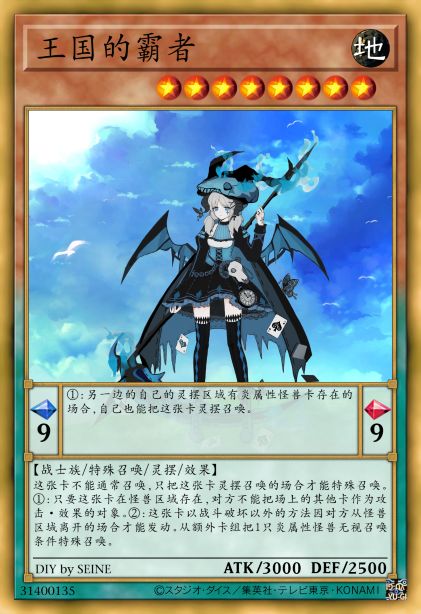 王国的霸者
地
①:另一边的自己的灵摆区域有炎属性怪兽卡存在的
场合,自己也能把这张卡灵摆召唤。
9
9
【战士族/特殊召唤/灵摆/效果】
这张卡不能通常召唤,只把这张卡灵摆召唤的场合才能特殊召唤。
①:只要这张卡在怪兽区域存在,对方不能把场上的其他卡作为攻
击·效果的对象。②:这张卡以战斗破坏以外的方法因对方从怪兽
区域离开的场合才能发动。从额外卡组把1只炎属性怪兽无视召唤
条件特殊召唤。
DIY by SEINE
ATK/3000 DEF/2500
31400135
©スタジオ・ダイス／集英社・テレビ東京・KONAMI